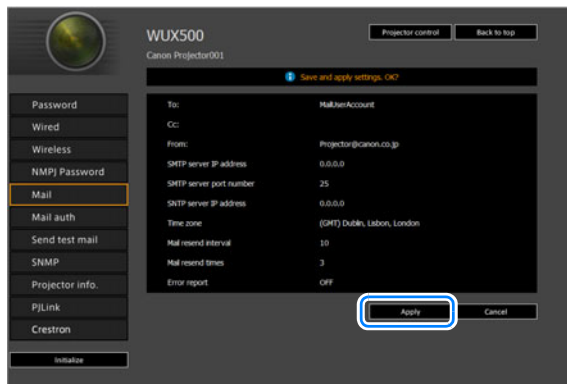 WUX500
Projector control
Back to top
Canon Projector001
Save and apply settings. OK?
Password
Wired
Wireless
NMPJ Password
Mail
Mail auth
Send test mail
SNMP
Projector info.
PJLink
Crestron
Initialize
To: MailUserAccount
Cc:
From: Projector@canon.co.jp
SMTP server IP address 0.0.0.0
SMTP server port number 25
SNTP server IP address 0.0.0.0
Time zone (GMT) Dublin, Lisbon, London
Mail resend interval 10
Mail resend times 3
Error report OFF
Apply
Cancel